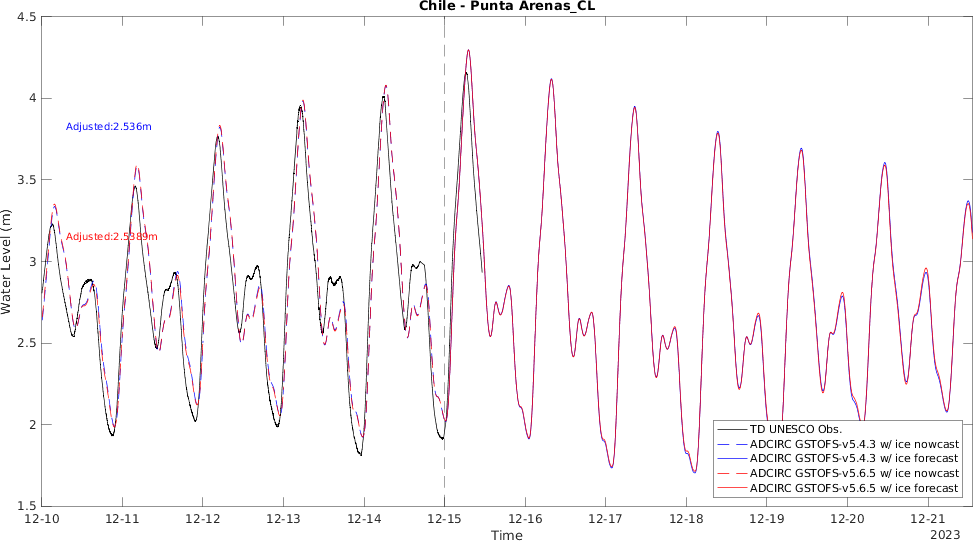 Chile - Punta Arenas_CL
Water Level (m)
4.5
4
3.5
3
2.5
2
1.5
Adjusted:2.536m
Adjusted:2.5389m
TD UNESCO Obs.
ADCIRC GSTOFS-v5.4.3 w/ ice nowcast
ADCIRC GSTOFS-v5.4.3 w/ ice forecast
ADCIRC GSTOFS-v5.6.5 w/ ice nowcast
ADCIRC GSTOFS-v5.6.5 w/ ice forecast
12-10 12-11 12-12 12-13 12-14 12-15 12-16 12-17 12-18 12-19 12-20 12-21
Time
2023